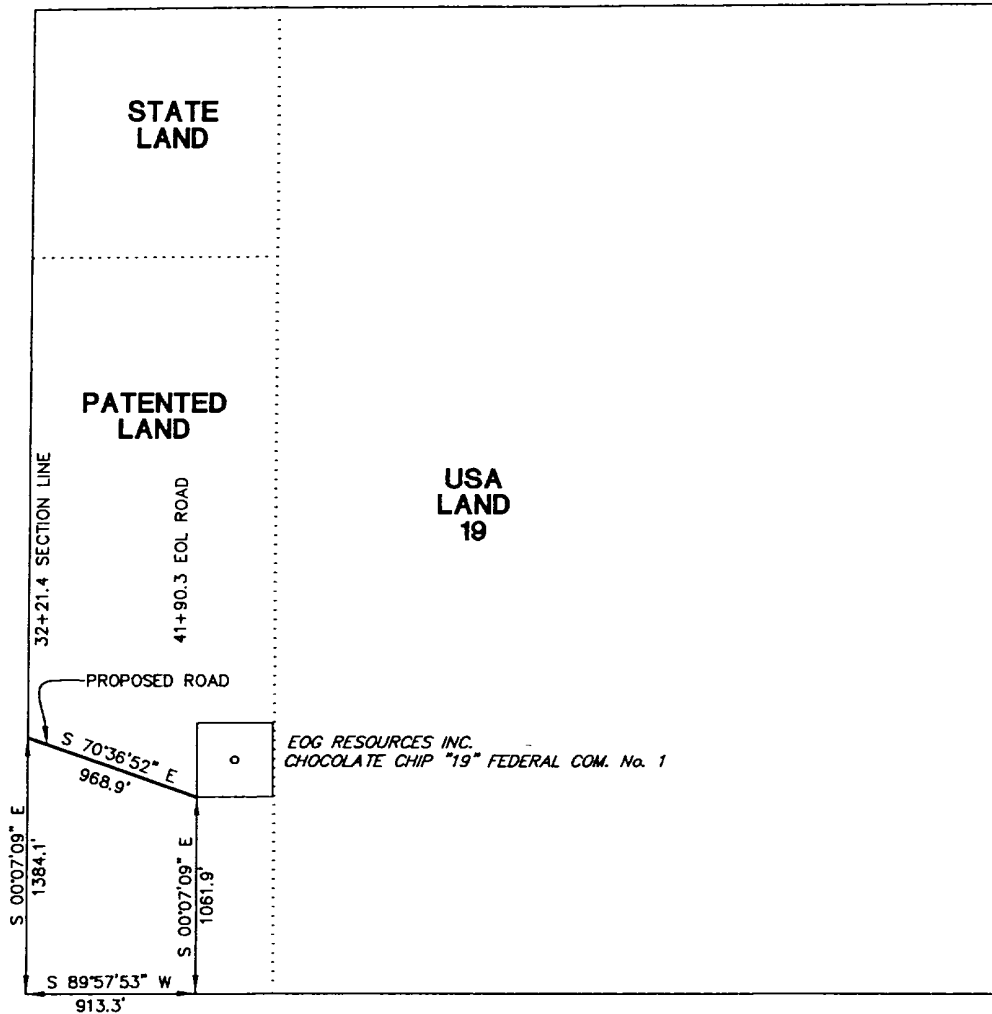 STATE
LAND
PATENTED
LAND
USA
LAND
19
32+21.4 SECTION LINE
41+90.3 EOL ROAD
PROPOSED ROAD
S 70°36'52" E
968.9'
EOG RESOURCES INC.
CHOCOLATE CHIP "19" FEDERAL COM. No. 1
S 00°07'09" E
1384.1'
S 00°07'09" E
1061.9'
S 89°57'53" W
913.3'